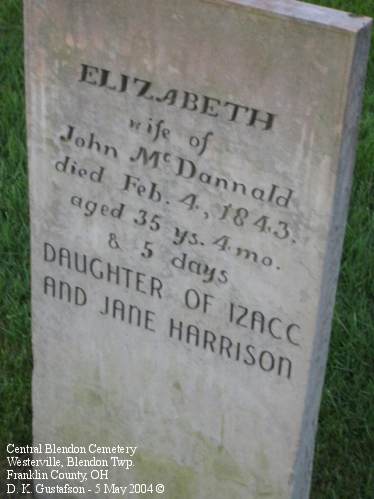 ELIZABETH
wife of
John McDannald
died Feb. 4, 1843.
aged 35 ys. 4 mo.
& 5 days
DAUGHTER OF IZACC
AND JANE HARRISON
Central Blendon Cemetery
Westerville, Blendon Twp.
Franklin County, OH
D. K. Gustafson - 5 May 2004 ©